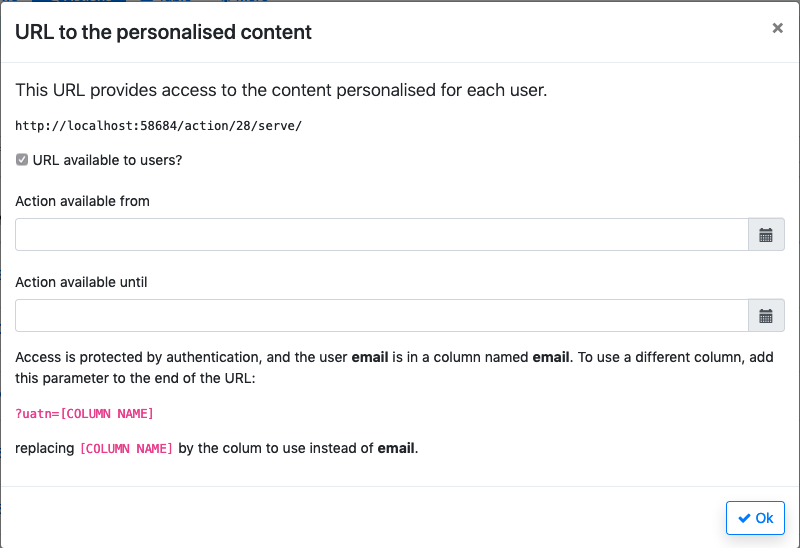 URL to the personalised content
×
This URL provides access to the content personalised for each user.
http://localhost:58684/action/28/serve/
URL available to users?
Action available from
Action available until
Access is protected by authentication, and the user email is in a column named email. To use a different column, add
this parameter to the end of the URL:
?uatn=[COLUMN NAME]
replacing [COLUMN NAME] by the colum to use instead of email.
Ok